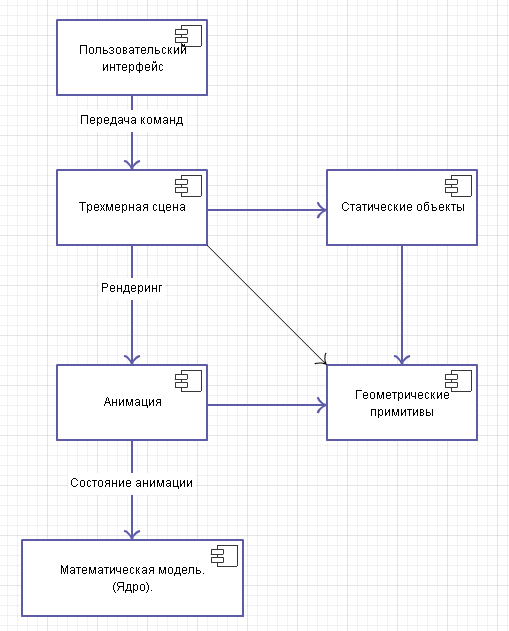 Пользовательский
интерфейс
Передача команд
Трехмерная сцена
Статические объекты
Рендеринг
Анимация
Геометрические
примитивы
Состояние анимации
Математическая модель.
(Ядро).